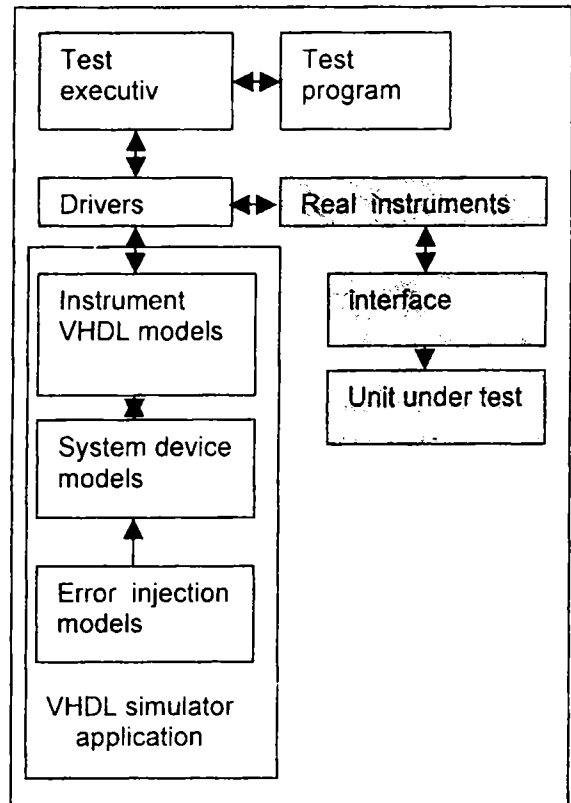 Test
executiv
Test
program
Drivers
Real instruments
Instrument
VHDL models
interface
Unit under test
System device
models
Error injection
models
VHDL simulator
application